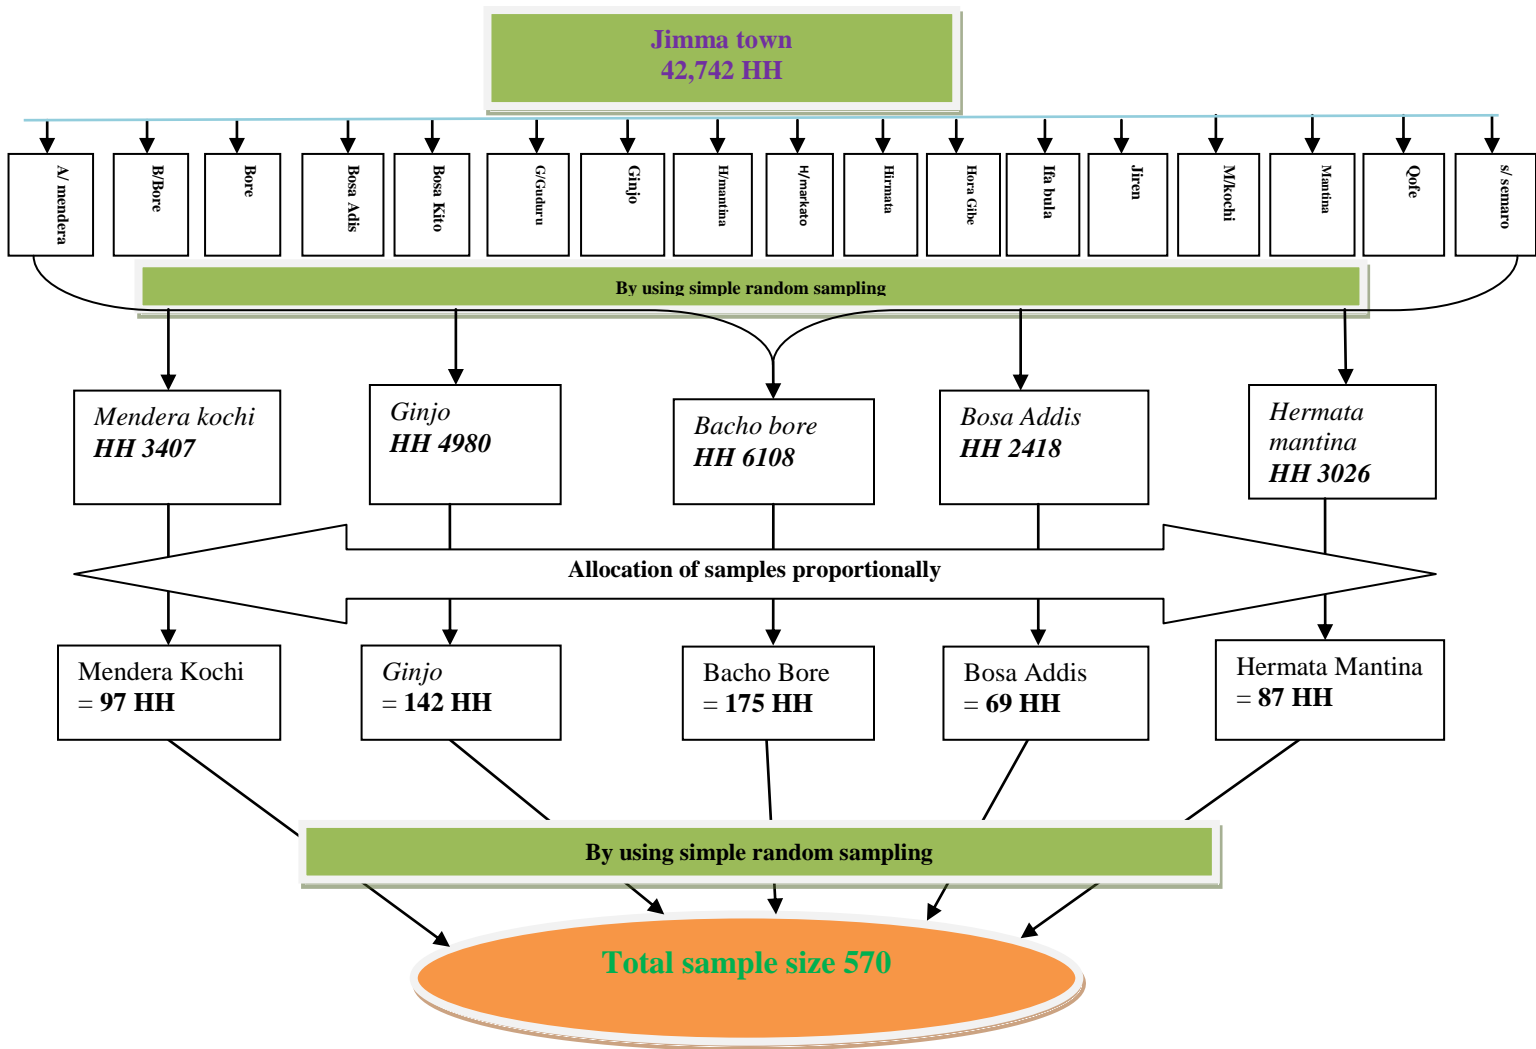 Jimma town
42,742 HH
A/ mendera
B/Bore
Bore
Bosa Adis
Bosa Kito
G/Guduru
Ginjo
H/mantina
H/markato
Hirmata
Hora Gibe
Ifa bula
Jiren
M/kochi
Mantina
Qofe
s/ semaro
By using simple random sampling
Mendera kochi
HH 3407
Ginjo
HH 4980
Bacho bore
HH 6108
Bosa Addis
HH 2418
Hermata
mantina
HH 3026
Allocation of samples proportionally
Mendera Kochi
= 97 HH
Ginjo
= 142 HH
Bacho Bore
= 175 HH
Bosa Addis
= 69 HH
Hermata Mantina
= 87 HH
By using simple random sampling
Total sample size 570